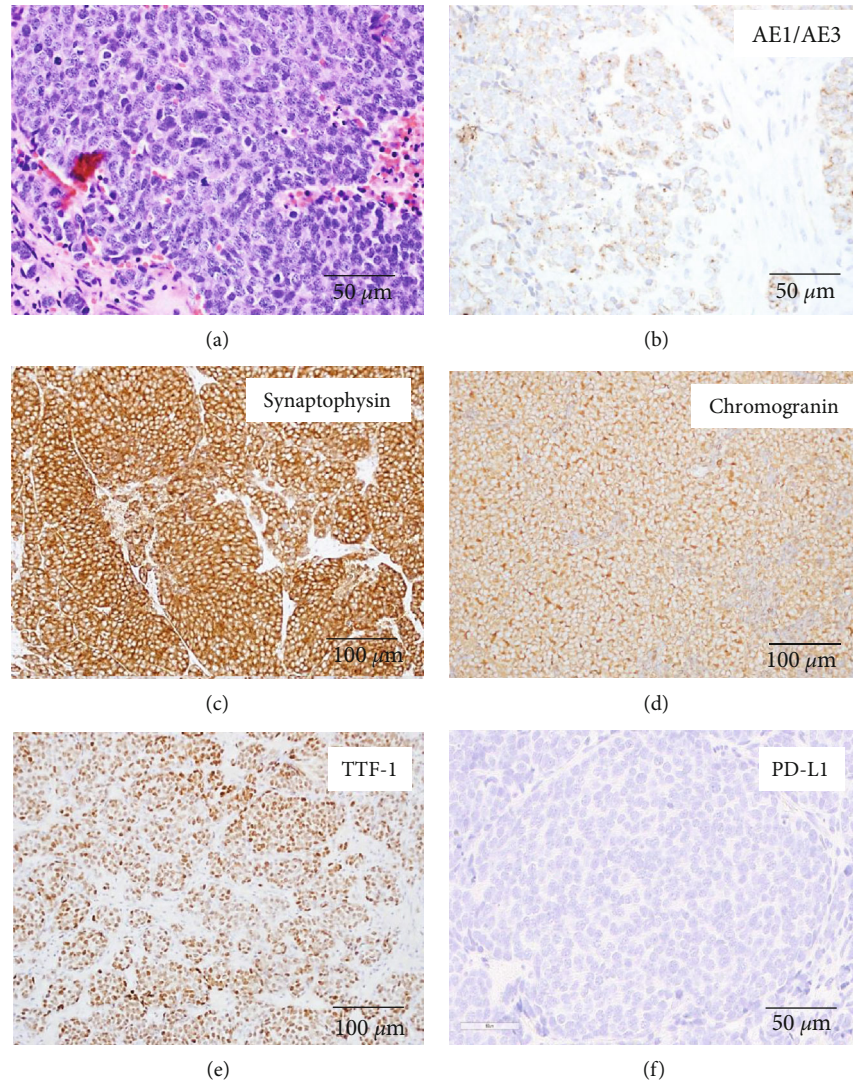 50 μm
(a)
AE1/AE3
50 μm
(b)
Synaptophysin
100 μm
(c)
Chromogranin
100 μm
(d)
TTF-1
100 μm
(e)
PD-L1
50 μm
(f)